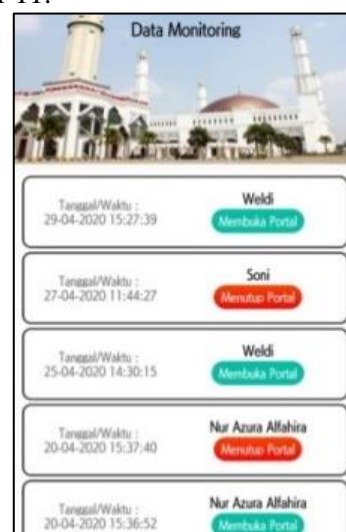 Data Monitoring
Tanggal/Waktu :
29-04-2020 15:27:39
Weldi
Membuka Portal
Tanggal/Waktu :
27-04-2020 11:44:27
Soni
Menutup Portal
Tanggal/Waktu :
25-04-2020 14:30:15
Weldi
Membuka Portal
Tanggal/Waktu :
20-04-2020 15:37:40
Nur Azura Alfahira
Menutup Portal
Tanggal/Waktu :
20-04-2020 15:36:52
Nur Azura Alfahira
Membuka Portal